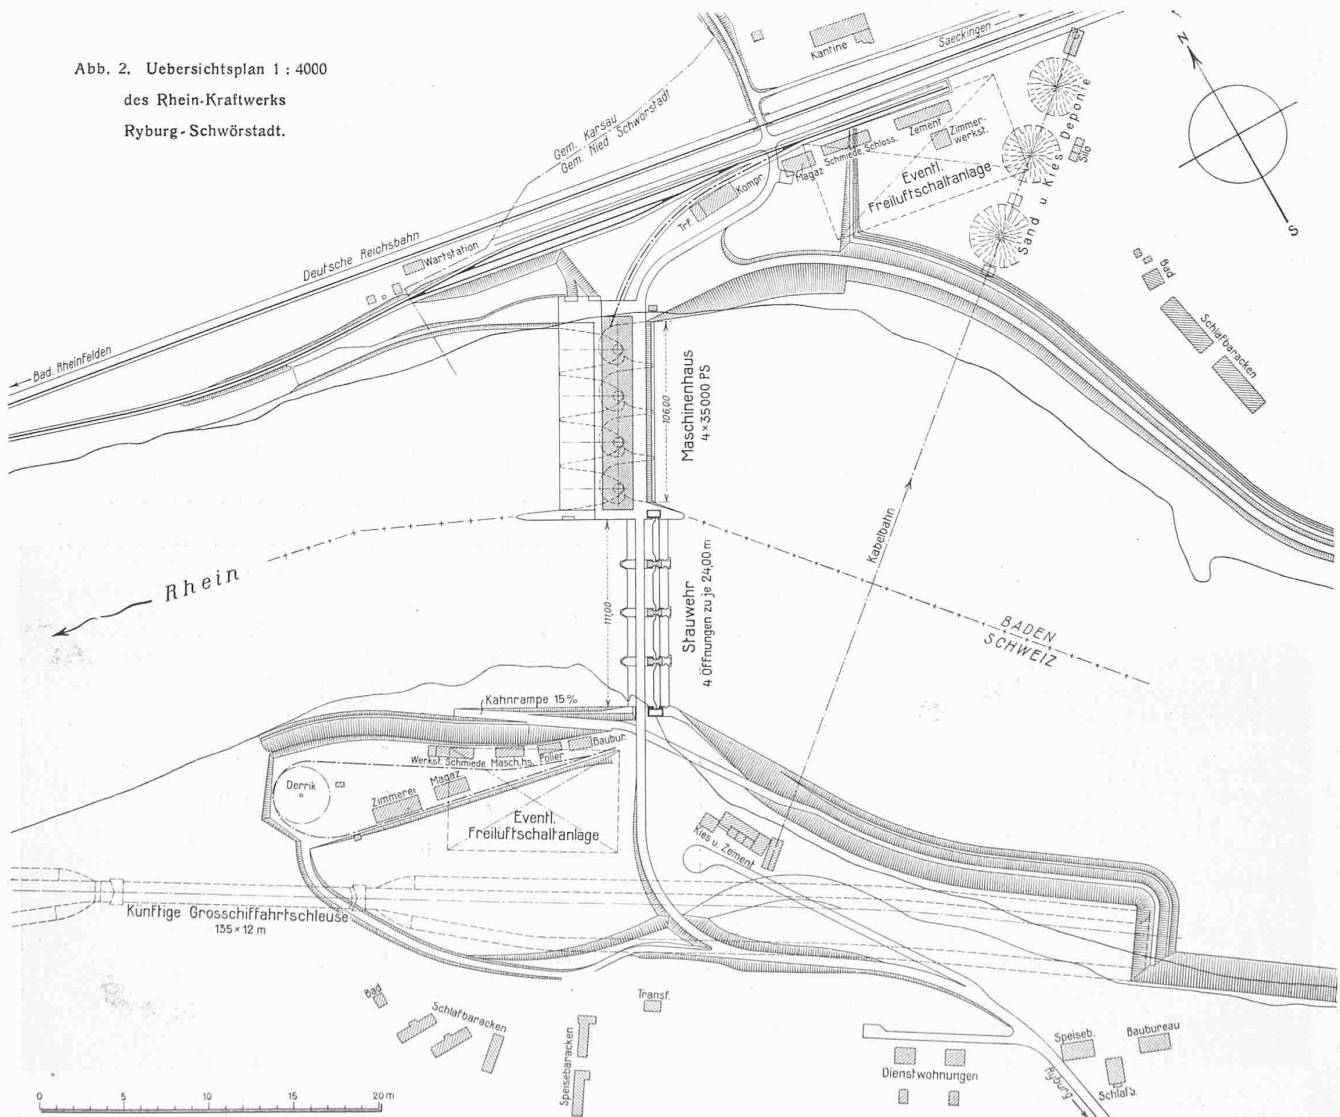 Abb. 2. Uebersichtsplan 1 : 4000
des Rhein-Kraftwerks
Ryburg-Schwörstadt.
Kantine
Saeckingen
N
S
Gem. Karsau
Gem. Nied Schwörstadt
Zement
Zimmer-
werkst.
Schmiede. Schloss.
Magaz
Eventl.
Freiluftschaltanlage
Sand u. Kies Deponie
Silo
Kompr.
Trf.
Deutsche Reichsbahn
Wartstation
Bad. Rheinfelden
Bad
Schlafbaracken
Maschinenhaus
4×35000 PS
106,00
Kabelbahn
Rhein
Stauwehr
4 Öffnungen zu je 24,00 m
111,00
BADEN
SCHWEIZ
Kahnrampe 15%
Baubur.
Polier
Masch.hs.
Schmiede
Werkst.
Magaz
Zimmerei
Derrik
Eventl.
Freiluftschaltanlage
Kies u. Zement
Künftige Grosschiffahrtschleuse
135×12 m
Bad
Schlafbaracken
Speisebaracken
Transf.
Dienstwohnungen
Speiseb.
Baubureau
Schlafb.
Ryburg
0 5 10 15 20 m